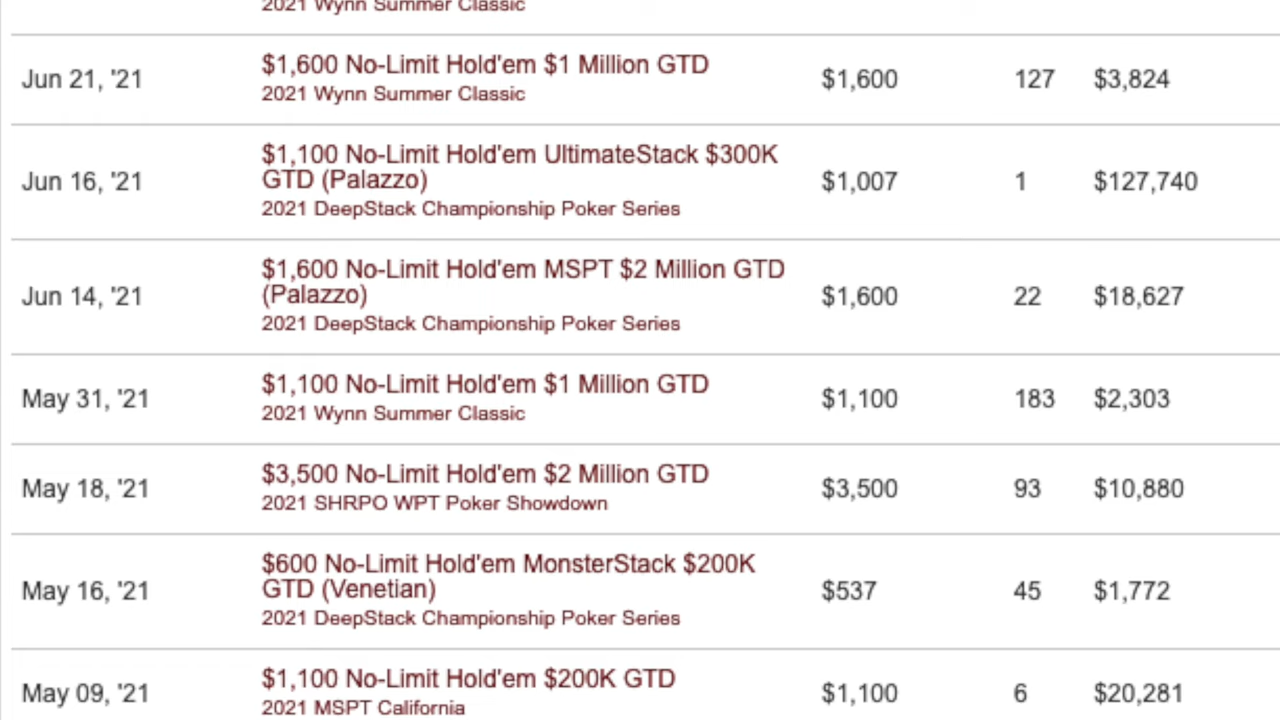 2021 Wynn Summer Classic
Jun 21, '21
$1,600 No-Limit Hold'em $1 Million GTD
2021 Wynn Summer Classic
$1,600
127
$3,824
Jun 16, '21
$1,100 No-Limit Hold'em UltimateStack $300K
GTD (Palazzo)
2021 DeepStack Championship Poker Series
$1,007
1
$127,740
Jun 14, '21
$1,600 No-Limit Hold'em MSPT $2 Million GTD
(Palazzo)
2021 DeepStack Championship Poker Series
$1,600
22
$18,627
May 31, '21
$1,100 No-Limit Hold'em $1 Million GTD
2021 Wynn Summer Classic
$1,100
183
$2,303
May 18, '21
$3,500 No-Limit Hold'em $2 Million GTD
2021 SHRPO WPT Poker Showdown
$3,500
93
$10,880
May 16, '21
$600 No-Limit Hold'em MonsterStack $200K
GTD (Venetian)
2021 DeepStack Championship Poker Series
$537
45
$1,772
May 09, '21
$1,100 No-Limit Hold'em $200K GTD
2021 MSPT California
$1,100
6
$20,281